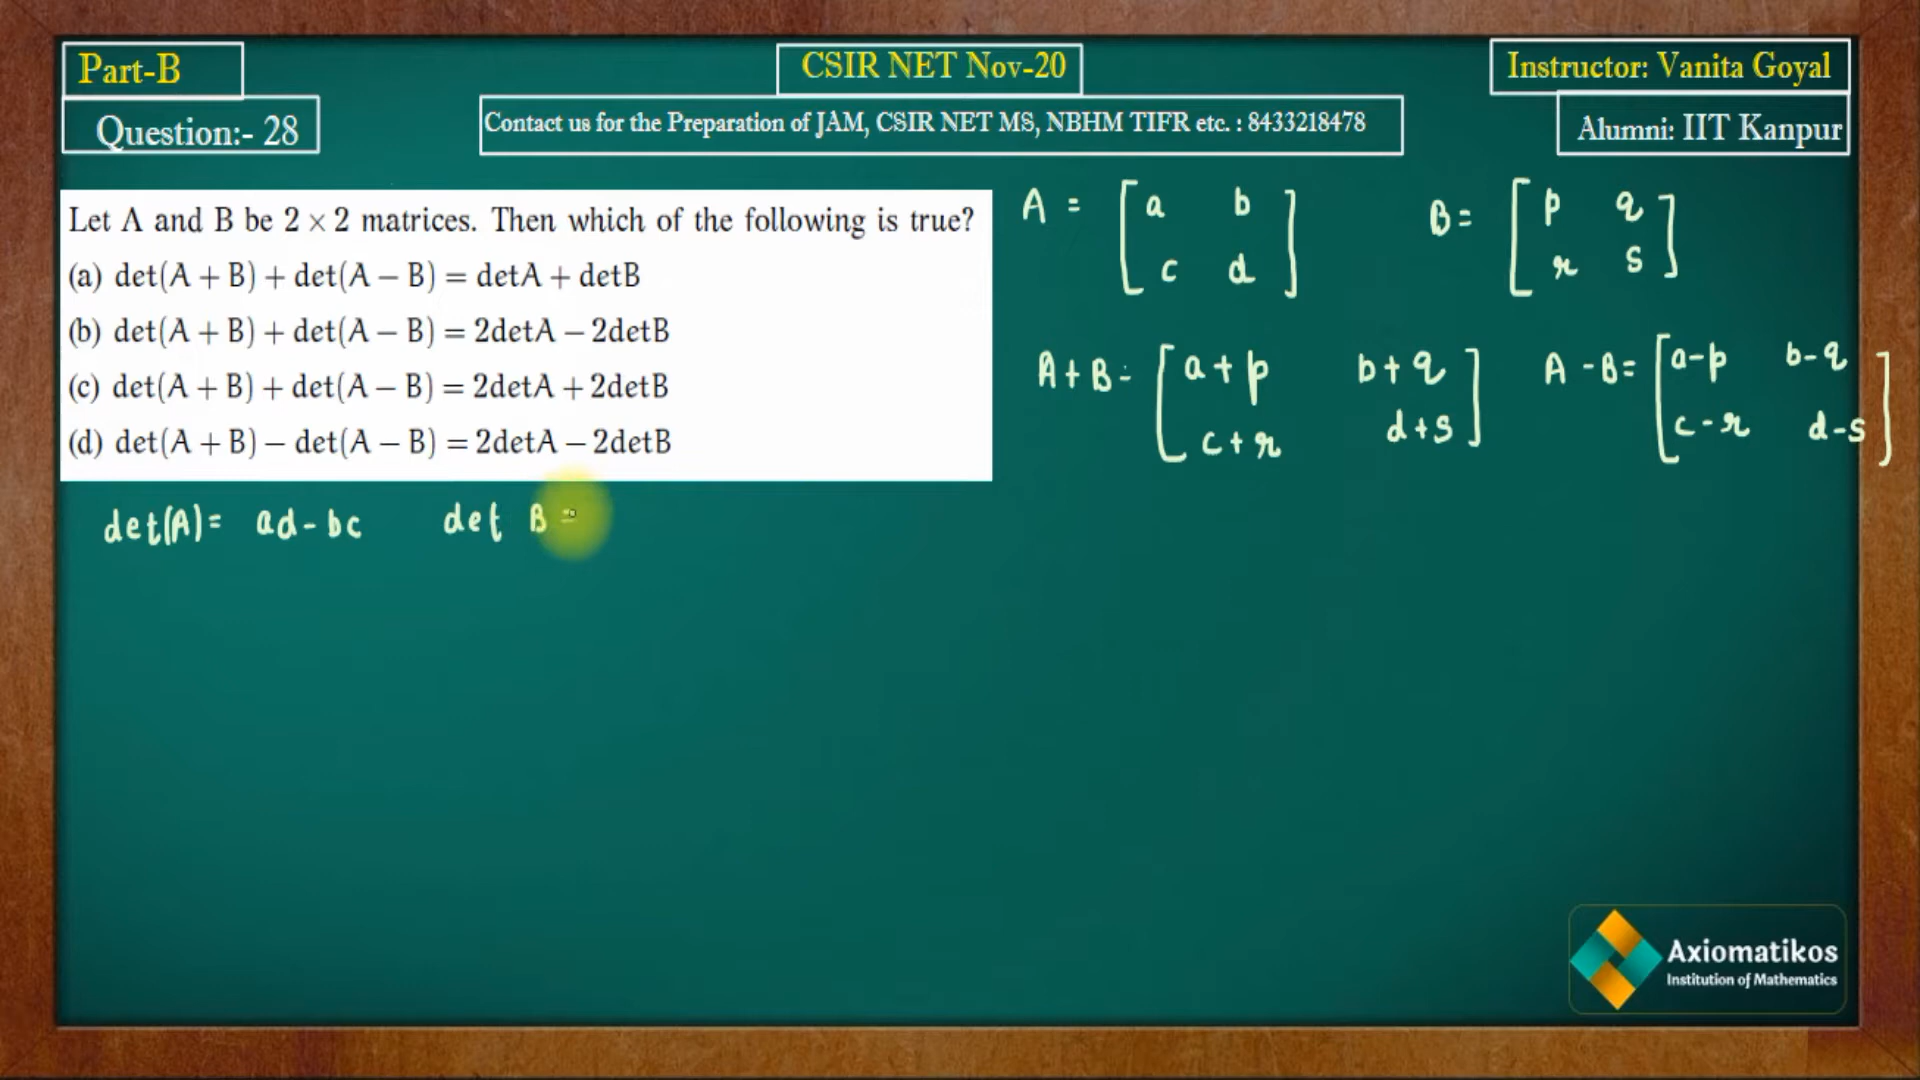 Part-B
CSIR NET Nov-20
Instructor: Vanita Goyal
Question:- 28
Contact us for the Preparation of JAM, CSIR NET MS, NBHM TIFR etc. : 8433218478
Alumni: IIT Kanpur
Let A and B be 2 × 2 matrices. Then which of the following is true?
(a) det(A + B) + det(A − B) = detA + detB
(b) det(A + B) + det(A − B) = 2detA − 2detB
(c) det(A + B) + det(A − B) = 2detA + 2detB
(d) det(A + B) − det(A − B) = 2detA − 2detB
A = [ a b
c d ]
B = [ p q
r s ]
A + B = [ a + p b + q
c + r d + s ]
A - B = [ a - p b - q
c - r d - s ]
det(A) = ad - bc det B =
Axiomatikos
Institution of Mathematics